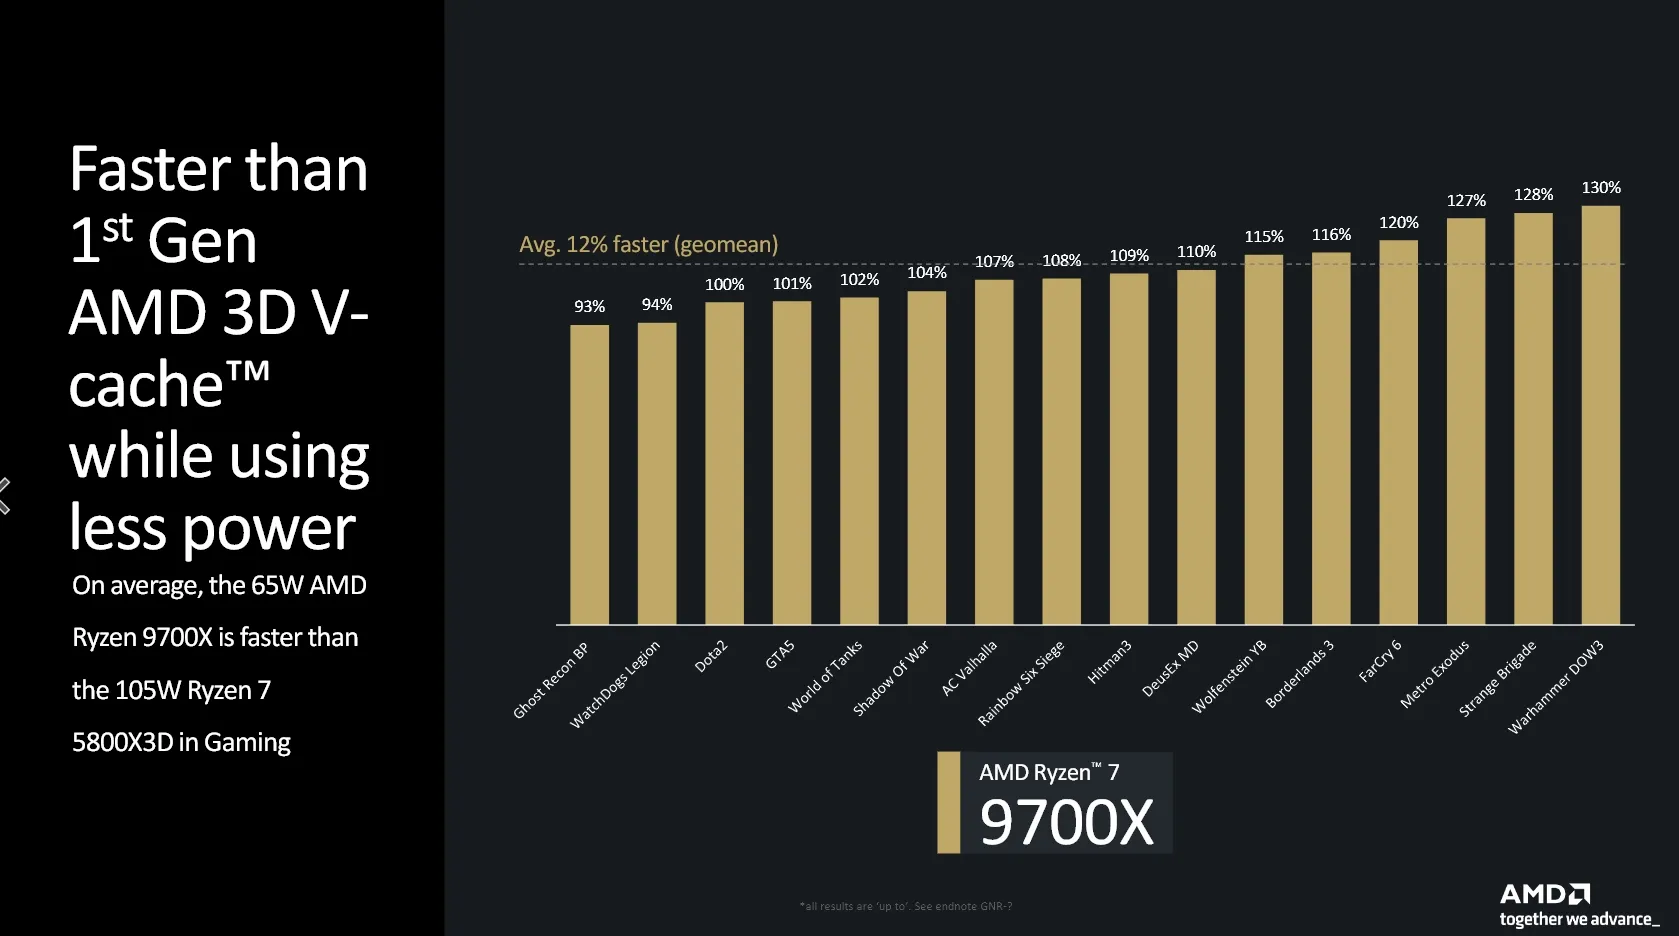 Faster than
1st Gen
AMD 3D V-
cache™
while using
less power
On average, the 65W AMD
Ryzen 9700X is faster than
the 105W Ryzen 7
5800X3D in Gaming
Avg. 12% faster (geomean)
93%
94%
100%
101%
102%
104%
107%
108%
109%
110%
115%
116%
120%
127%
128%
130%
Ghost Recon BP
WatchDogs Legion
Dota2
GTA5
World of Tanks
Shadow Of War
AC Valhalla
Rainbow Six Siege
Hitman3
DeusEx MD
Wolfenstein YB
Borderlands 3
FarCry 6
Metro Exodus
Strange Brigade
Warhammer DOW3
AMD Ryzen™ 7
9700X
*all results are 'up to'. See endnote GNR-?
AMD
together we advance_